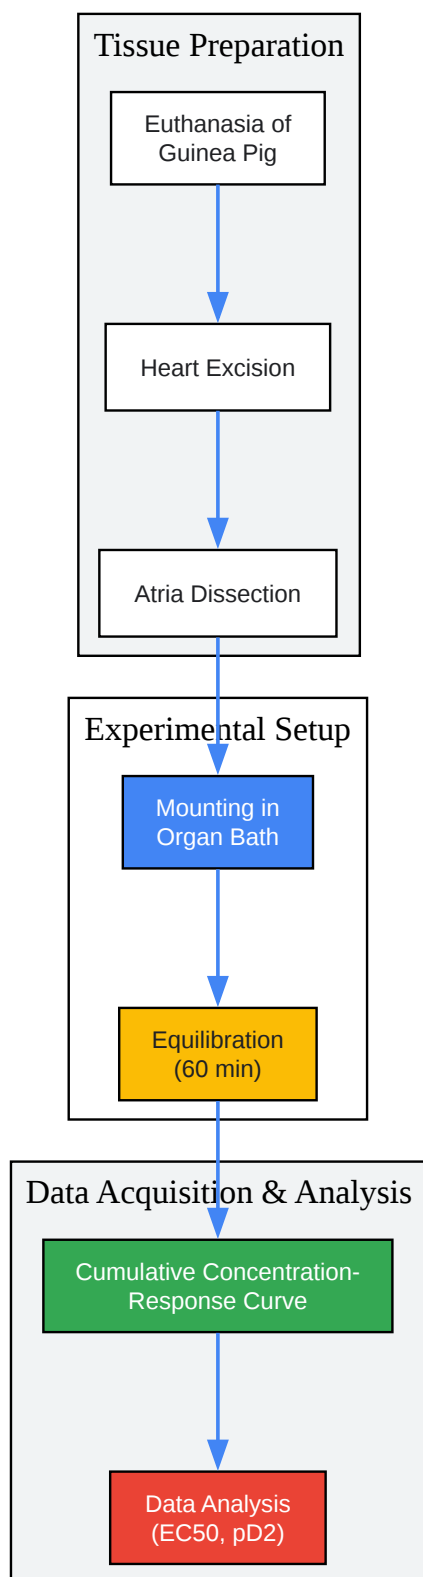 Tissue Preparation
Euthanasia of
Guinea Pig
Heart Excision
Atria Dissection
Experimental Setup
Mounting in
Organ Bath
Equilibration
(60 min)
Data Acquisition & Analysis
Cumulative Concentration-
Response Curve
Data Analysis
(EC50, pD2)